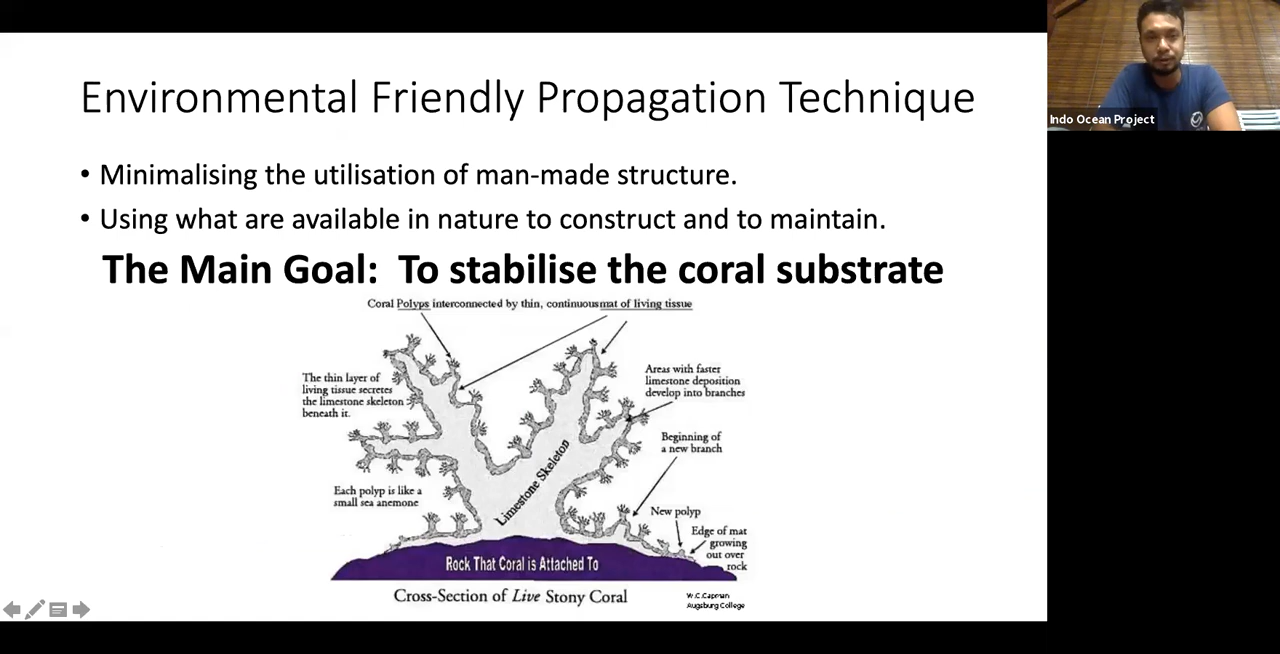 Environmental Friendly Propagation Technique
• Minimalising the utilisation of man-made structure.
• Using what are available in nature to construct and to maintain.
The Main Goal: To stabilise the coral substrate
Coral Polyps interconnected by thin, continuous mat of living tissue
The thin layer of
living tissue secretes
the limestone skeleton
beneath it.
Areas with faster
limestone deposition
develop into branches
Beginning of
a new branch
Limestone Skeleton
Each polyp is like a
small sea anemone
New polyp
Edge of mat
growing
out over
rock
Rock That Coral is Attached To
Cross-Section of Live Stony Coral
W.C.Capman
Augsburg College
Indo Ocean Project